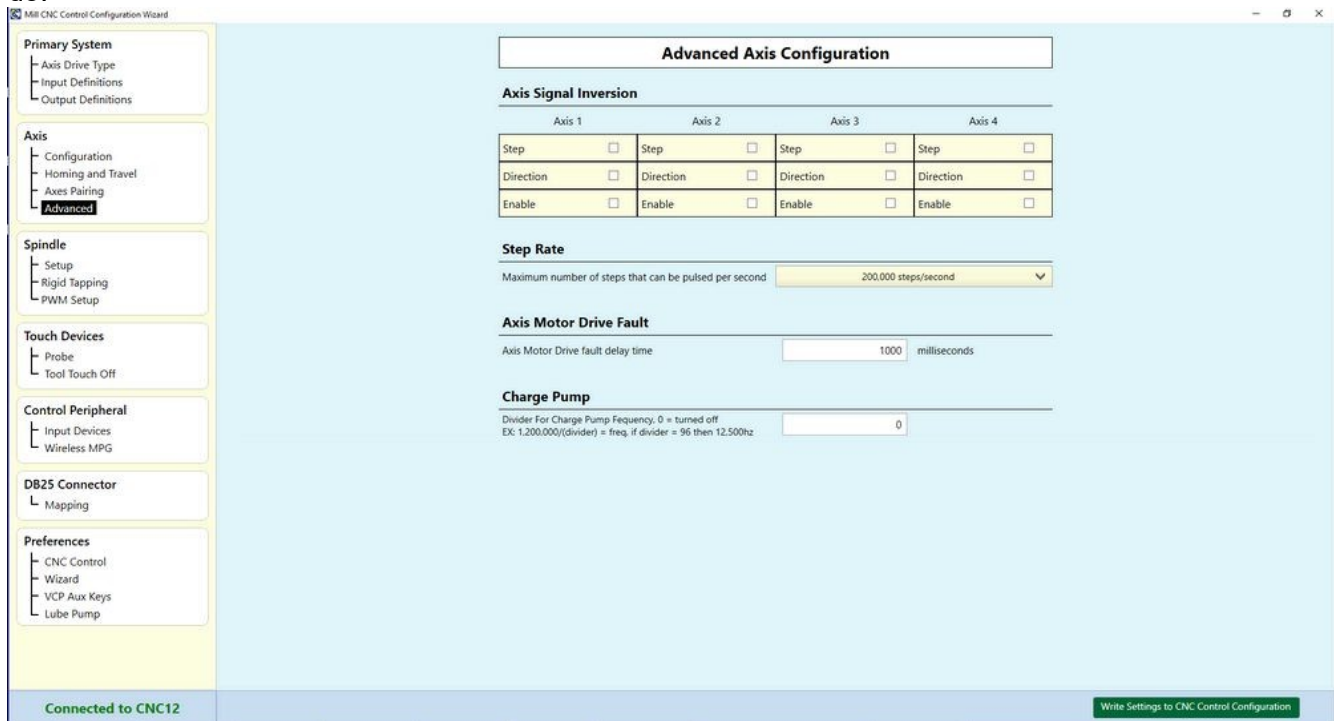 Mill CNC Control Configuration Wizard
Primary System
Axis Drive Type
Input Definitions
Output Definitions
Axis
Configuration
Homing and Travel
Axes Pairing
Advanced
Spindle
Setup
Rigid Tapping
PWM Setup
Touch Devices
Probe
Tool Touch Off
Control Peripheral
Input Devices
Wireless MPG
DB25 Connector
Mapping
Preferences
CNC Control
Wizard
VCP Aux Keys
Lube Pump
Connected to CNC12
Advanced Axis Configuration
Axis Signal Inversion
Axis 1 Axis 2 Axis 3 Axis 4
Step Step Step Step
Direction Direction Direction Direction
Enable Enable Enable Enable
Step Rate
Maximum number of steps that can be pulsed per second 200,000 steps/second
Axis Motor Drive Fault
Axis Motor Drive fault delay time 1000 milliseconds
Charge Pump
Divider For Charge Pump Fequency, 0 = turned off
EX: 1,200,000/(divider) = freq, if divider = 96 then 12,500hz
0
Write Settings to CNC Control Configuration